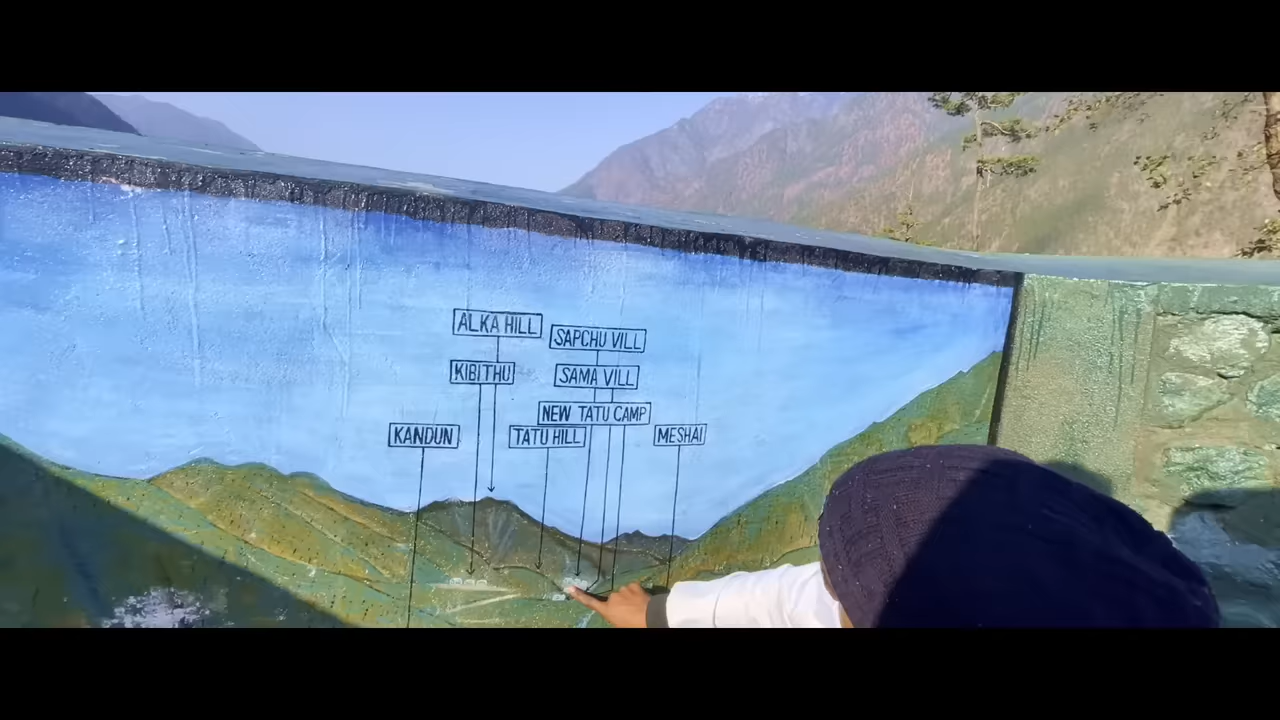 ALKA HILL
SAPCHU VILL
KIBITHU
SAMA VILL
NEW TATU CAMP
KANDUN
TATU HILL
MESHAI